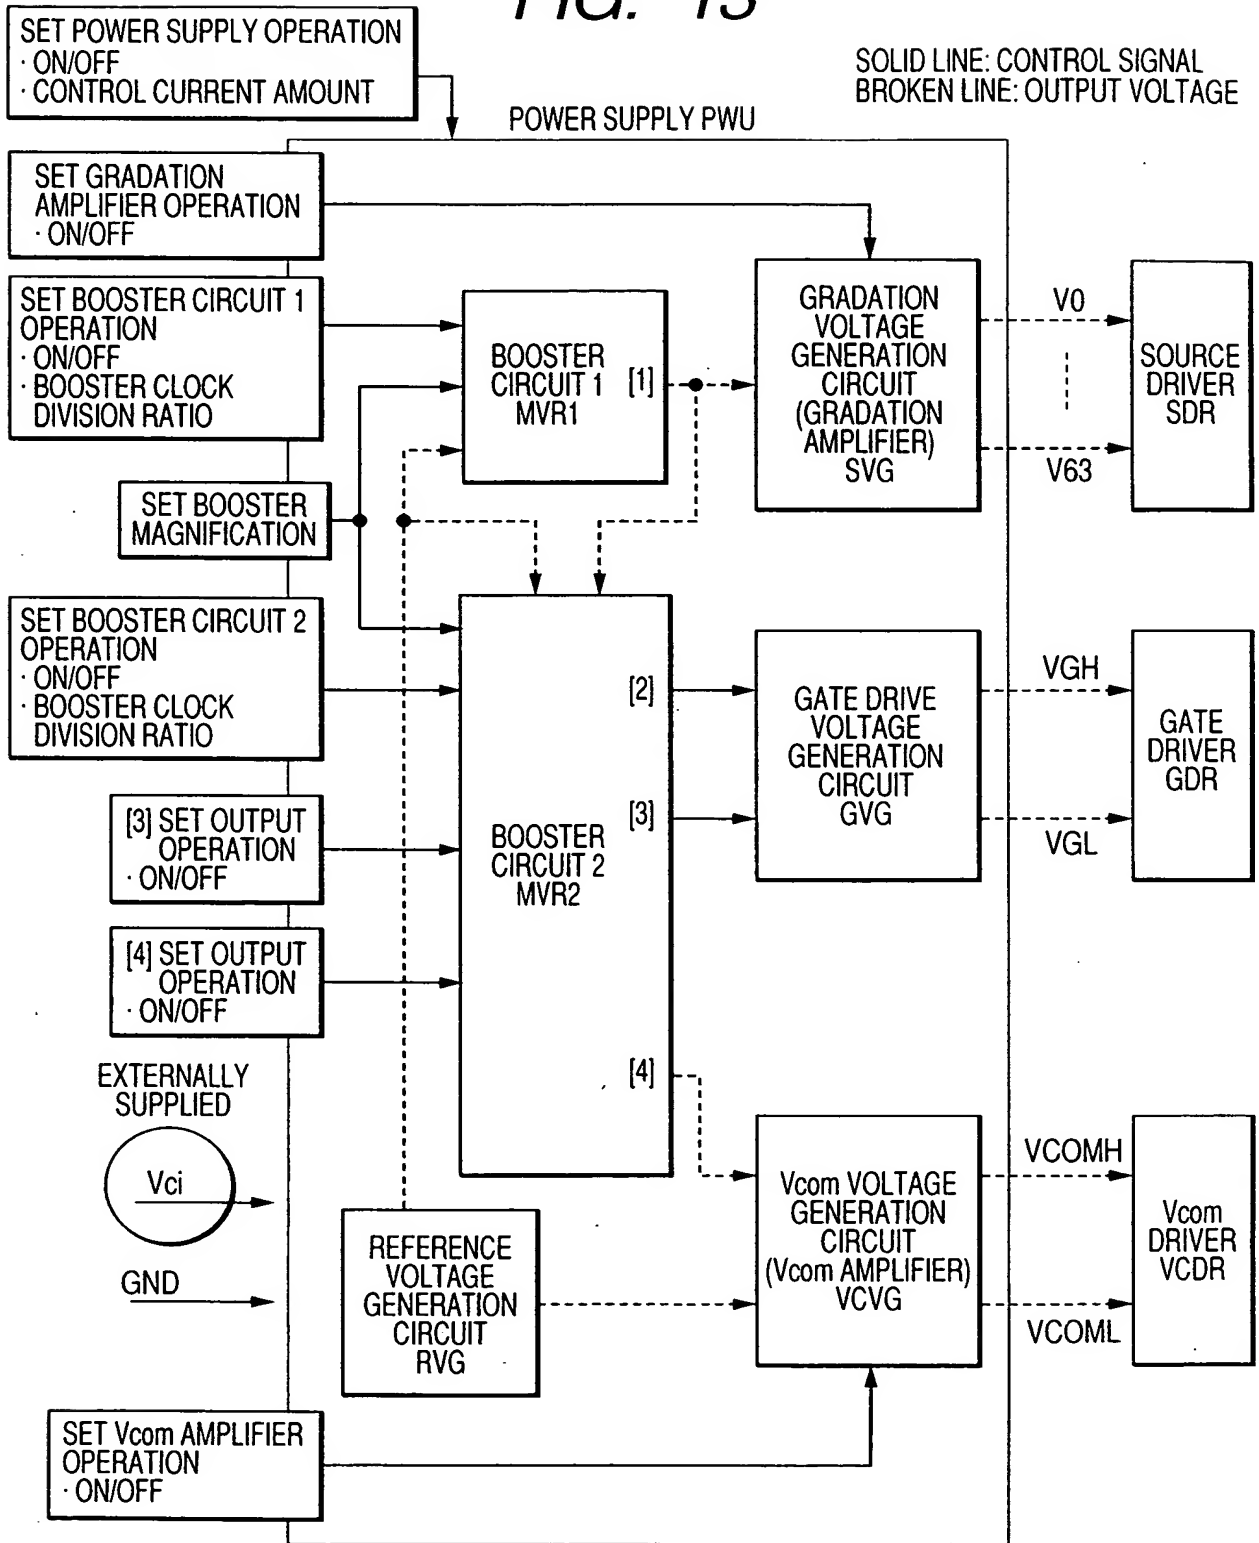 FIG. 13
SET POWER SUPPLY OPERATION
· ON/OFF
· CONTROL CURRENT AMOUNT
SOLID LINE: CONTROL SIGNAL
BROKEN LINE: OUTPUT VOLTAGE
POWER SUPPLY PWU
SET GRADATION
AMPLIFIER OPERATION
· ON/OFF
SET BOOSTER CIRCUIT 1
OPERATION
· ON/OFF
· BOOSTER CLOCK
DIVISION RATIO
BOOSTER
CIRCUIT 1
MVR1
[1]
GRADATION
VOLTAGE
GENERATION
CIRCUIT
(GRADATION
AMPLIFIER)
SVG
V0
V63
SOURCE
DRIVER
SDR
SET BOOSTER
MAGNIFICATION
SET BOOSTER CIRCUIT 2
OPERATION
· ON/OFF
· BOOSTER CLOCK
DIVISION RATIO
[3] SET OUTPUT
OPERATION
· ON/OFF
[4] SET OUTPUT
OPERATION
· ON/OFF
BOOSTER
CIRCUIT 2
MVR2
[2]
[3]
[4]
GATE DRIVE
VOLTAGE
GENERATION
CIRCUIT
GVG
VGH
VGL
GATE
DRIVER
GDR
EXTERNALLY
SUPPLIED
Vci
GND
REFERENCE
VOLTAGE
GENERATION
CIRCUIT
RVG
Vcom VOLTAGE
GENERATION
CIRCUIT
(Vcom AMPLIFIER)
VCVG
VCOMH
VCOML
Vcom
DRIVER
VCDR
SET Vcom AMPLIFIER
OPERATION
· ON/OFF